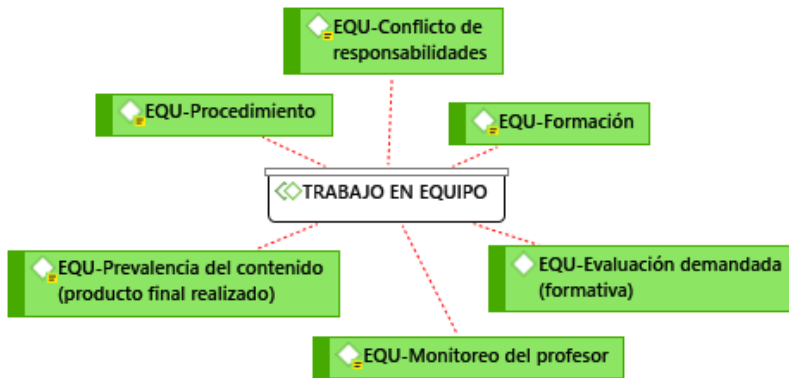 EQU-Conflicto de
responsabilidades
EQU-Procedimiento
EQU-Formación
TRABAJO EN EQUIPO
EQU-Prevalencia del contenido
(producto final realizado)
EQU-Evaluación demandada
(formativa)
EQU-Monitoreo del profesor